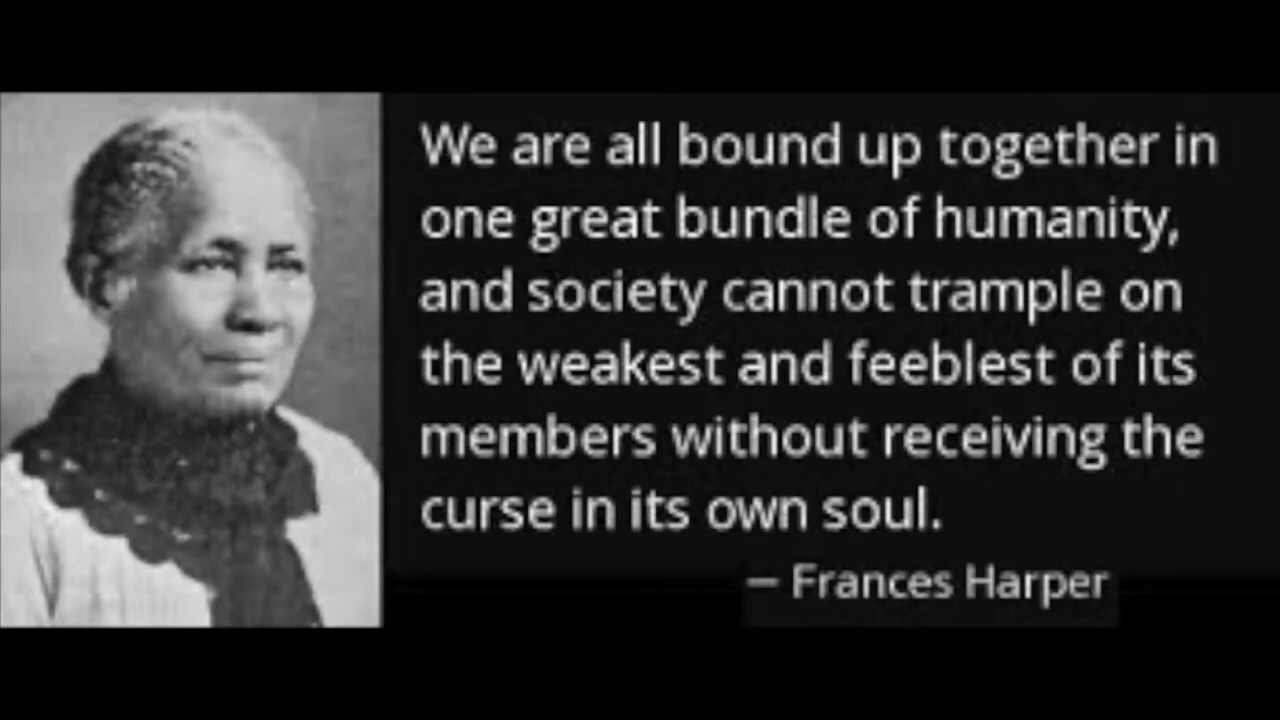 We are all bound up together in
one great bundle of humanity,
and society cannot trample on
the weakest and feeblest of its
members without receiving the
curse in its own soul.
— Frances Harper